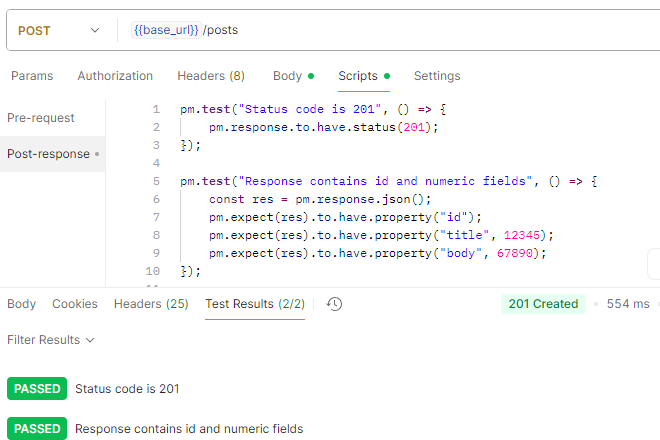 POST {{base_url}} /posts
Params Authorization Headers (8) Body Scripts Settings
Pre-request
Post-response
1 pm.test("Status code is 201", () => {
2 pm.response.to.have.status(201);
3 });
4
5 pm.test("Response contains id and numeric fields", () => {
6 const res = pm.response.json();
7 pm.expect(res).to.have.property("id");
8 pm.expect(res).to.have.property("title", 12345);
9 pm.expect(res).to.have.property("body", 67890);
10 });
Body Cookies Headers (25) Test Results (2/2) 201 Created 554 ms
Filter Results
PASSED Status code is 201
PASSED Response contains id and numeric fields